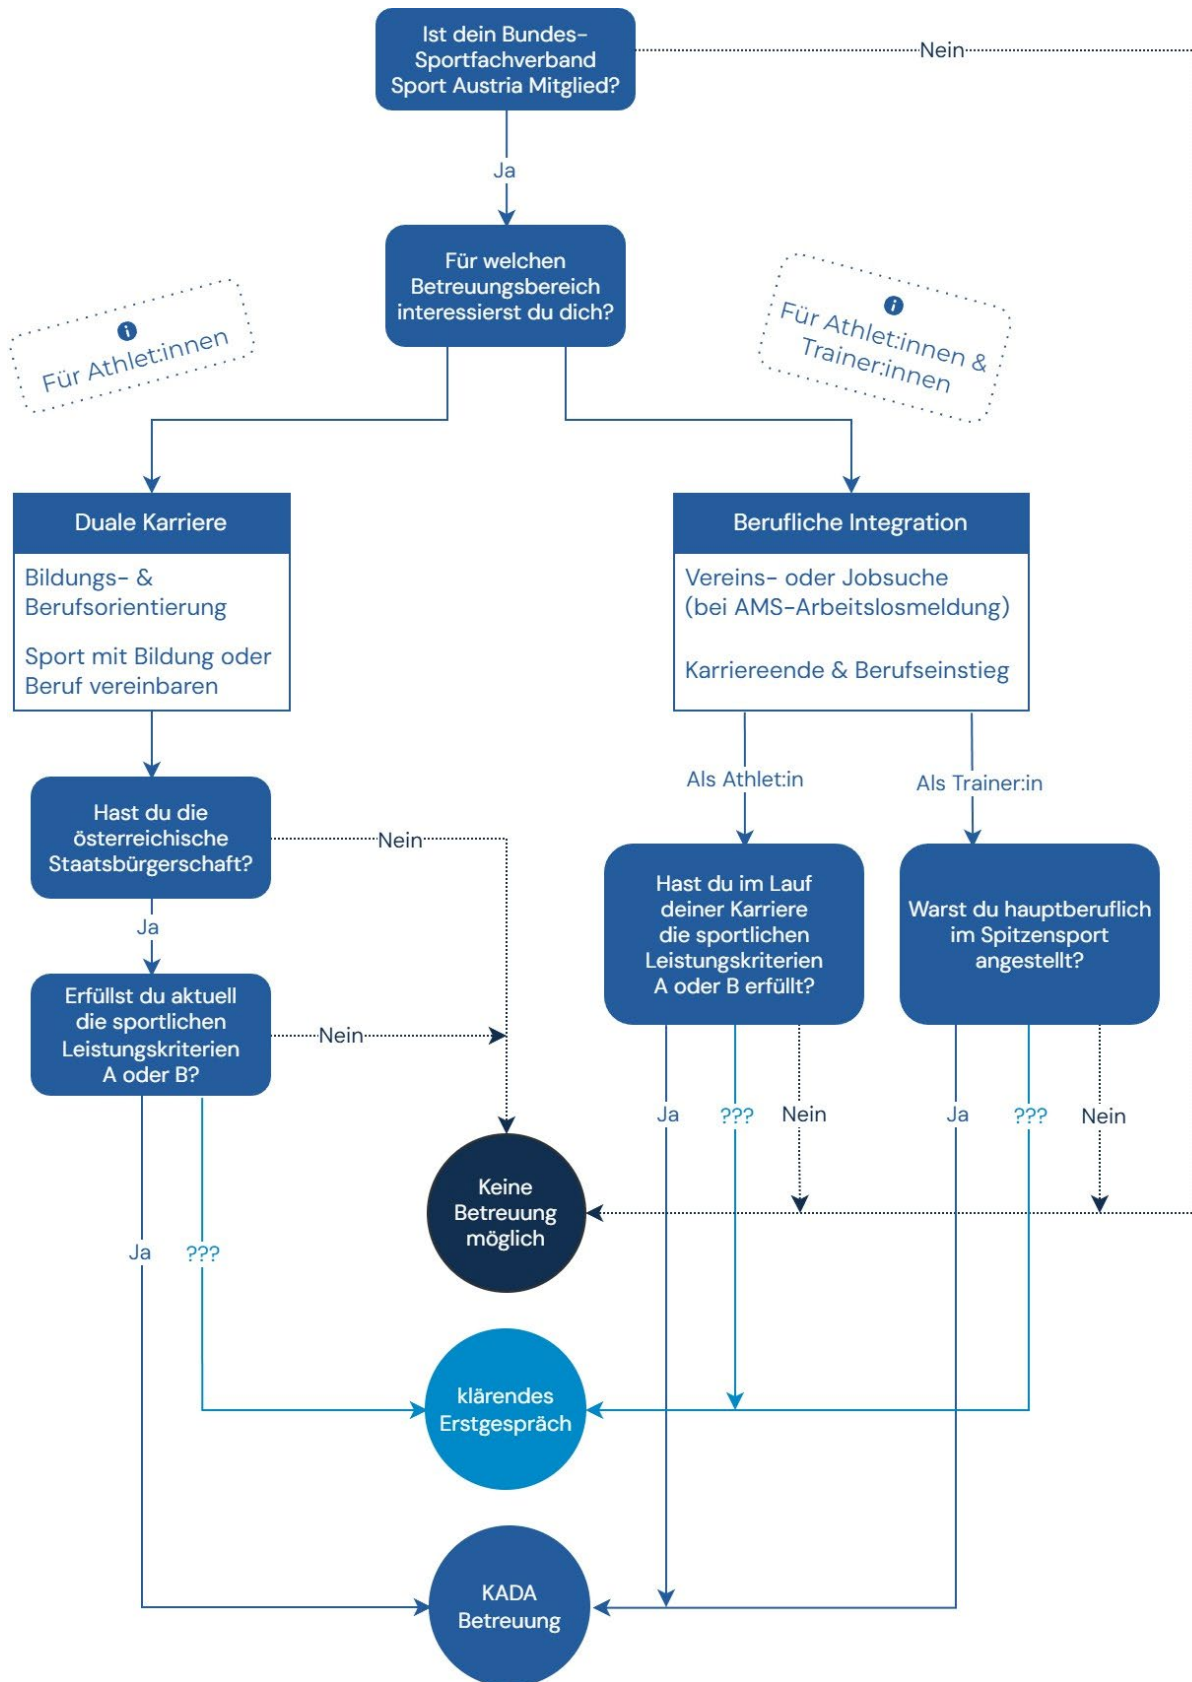 Ist dein Bundes-
Sportfachverband
Sport Austria Mitglied?
Nein
Ja
Für welchen
Betreuungsbereich
interessierst du dich?
i
Für Athlet:innen
i
Für Athlet:innen &
Trainer:innen
Duale Karriere
Bildungs- &
Berufsorientierung
Sport mit Bildung oder
Beruf vereinbaren
Berufliche Integration
Vereins- oder Jobsuche
(bei AMS-Arbeitslosmeldung)
Karriereende & Berufseinstieg
Als Athlet:in
Als Trainer:in
Hast du die
österreichische
Staatsbürgerschaft?
Nein
Ja
Erfüllst du aktuell
die sportlichen
Leistungskriterien
A oder B?
Nein
Hast du im Lauf
deiner Karriere
die sportlichen
Leistungskriterien
A oder B erfüllt?
Warst du hauptberuflich
im Spitzensport
angestellt?
Ja
???
Nein
Ja
???
Nein
Keine
Betreuung
möglich
Ja
???
klärendes
Erstgespräch
KADA
Betreuung